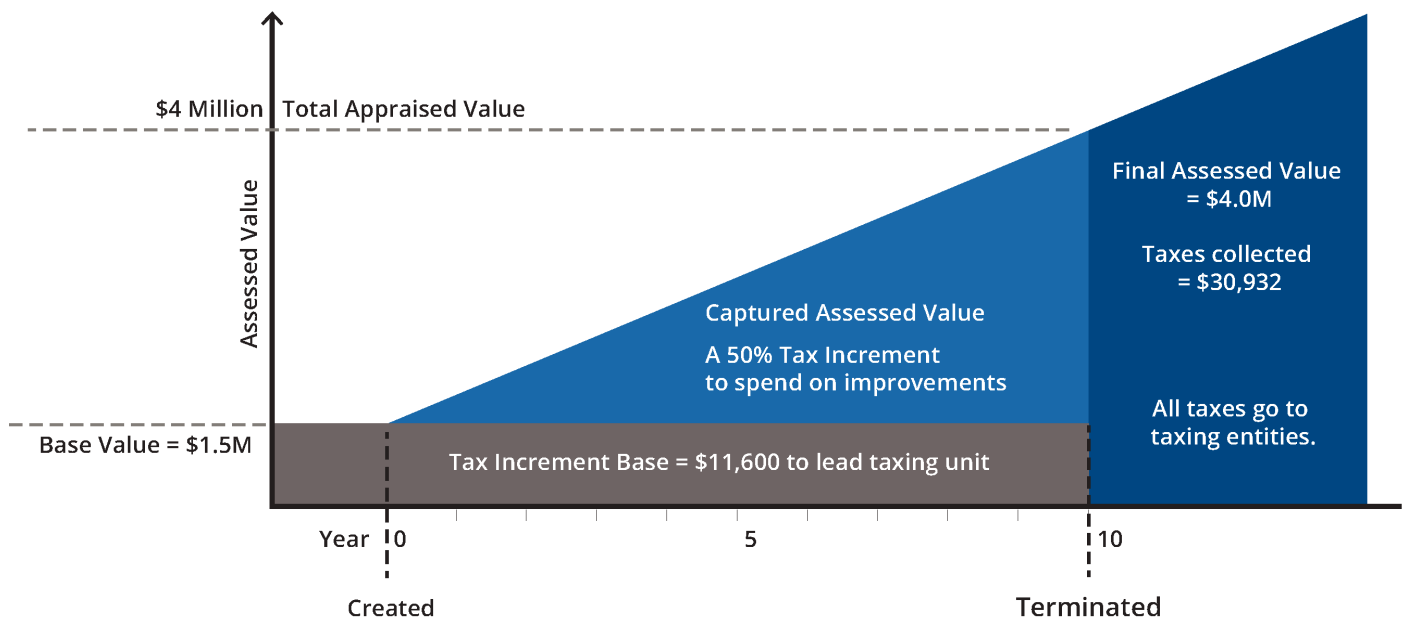 $4 Million
Total Appraised Value
Assessed Value
Final Assessed Value
= $4.0M
Taxes collected
= $30,932
Captured Assessed Value
A 50% Tax Increment
to spend on improvements
All taxes go to
taxing entities.
Base Value = $1.5M
Tax Increment Base = $11,600 to lead taxing unit
Year 0 5 10
Created
Terminated